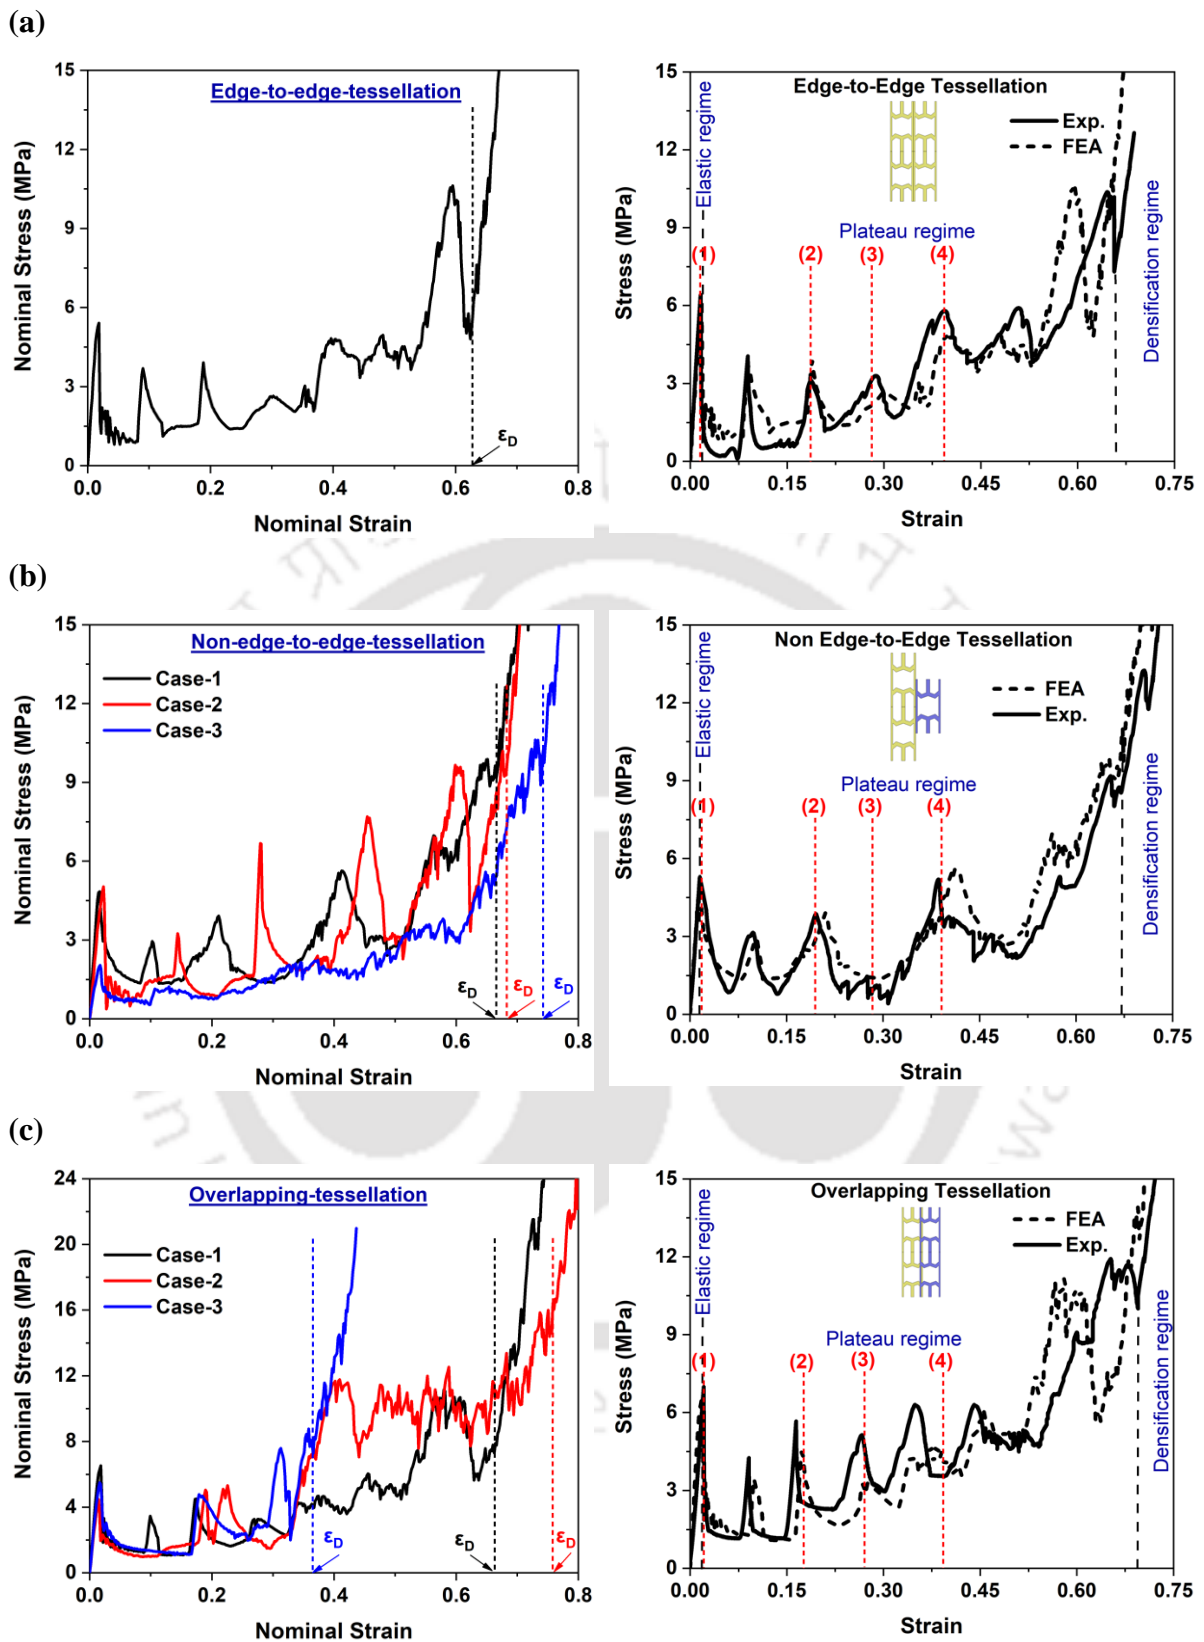 (a)
15
12
9
6
3
0
0.0 0.2 0.4 0.6 0.8
Nominal Stress (MPa)
Nominal Strain
Edge-to-edge-tessellation
εD
15
12
9
6
3
0
0.00 0.15 0.30 0.45 0.60 0.75
Stress (MPa)
Strain
Edge-to-Edge Tessellation
Exp.
FEA
Elastic regime
Plateau regime
(1) (2) (3) (4)
Densification regime
(b)
15
12
9
6
3
0
0.0 0.2 0.4 0.6 0.8
Nominal Stress (MPa)
Nominal Strain
Non-edge-to-edge-tessellation
Case-1
Case-2
Case-3
εD εD εD
15
12
9
6
3
0
0.00 0.15 0.30 0.45 0.60 0.75
Stress (MPa)
Strain
Non Edge-to-Edge Tessellation
FEA
Exp.
Elastic regime
Plateau regime
(1) (2) (3) (4)
Densification regime
(c)
24
20
16
12
8
4
0
0.0 0.2 0.4 0.6 0.8
Nominal Stress (MPa)
Nominal Strain
Overlapping-tessellation
Case-1
Case-2
Case-3
εD εD εD
15
12
9
6
3
0
0.00 0.15 0.30 0.45 0.60 0.75
Stress (MPa)
Strain
Overlapping Tessellation
FEA
Exp.
Elastic regime
Plateau regime
(1) (2) (3) (4)
Densification regime